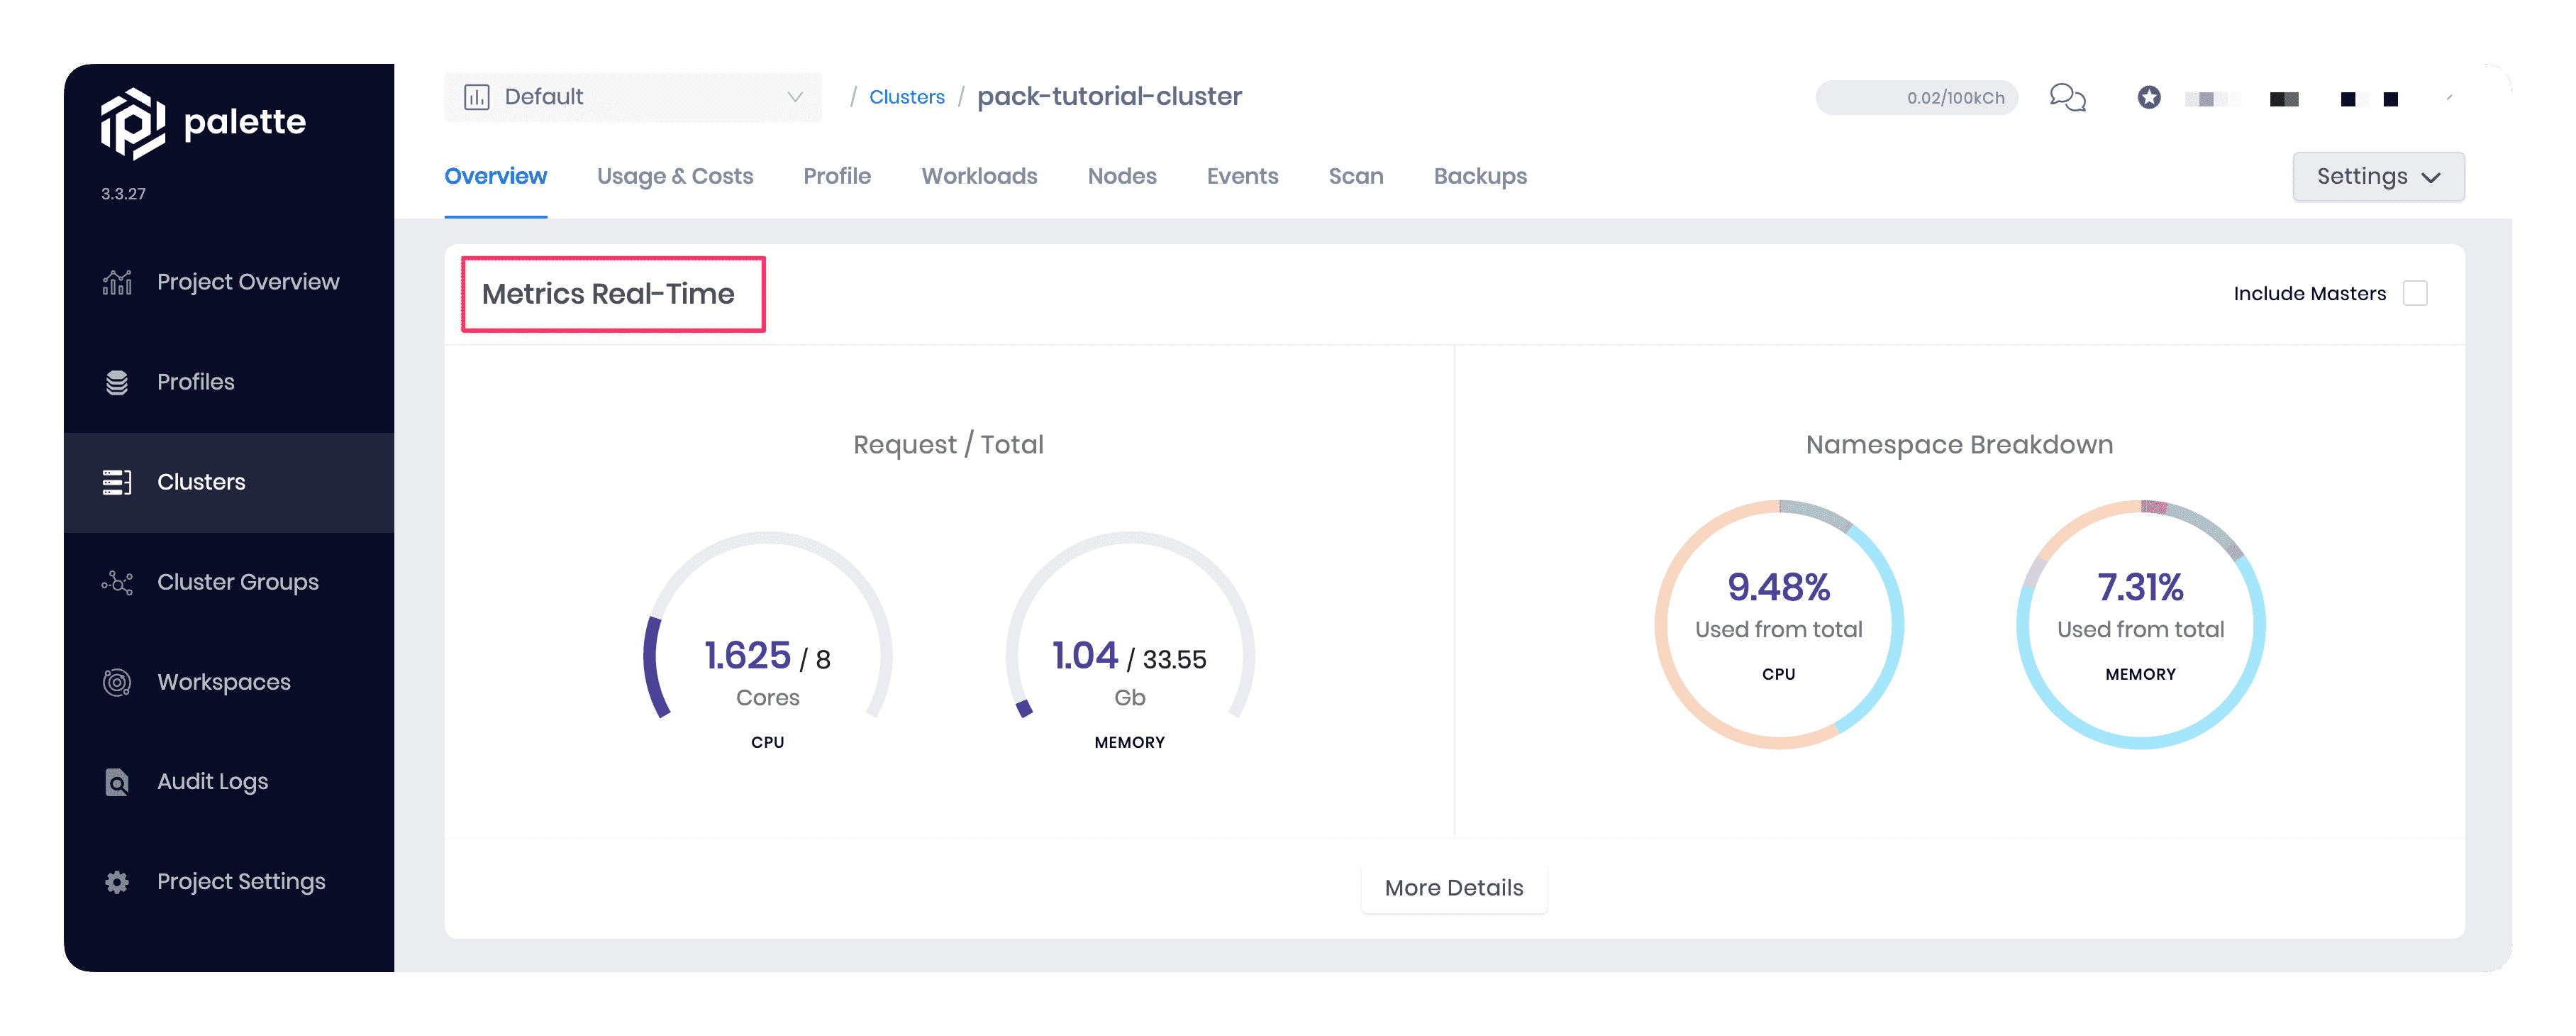 palette
3.3.27
Project Overview
Profiles
Clusters
Cluster Groups
Workspaces
Audit Logs
Project Settings
Default / Clusters / pack-tutorial-cluster
0.02/100kCh
Overview Usage & Costs Profile Workloads Nodes Events Scan Backups
Settings
Metrics Real-Time
Include Masters
Request / Total
1.625 / 8
Cores
CPU
1.04 / 33.55
Gb
MEMORY
Namespace Breakdown
9.48%
Used from total
CPU
7.31%
Used from total
MEMORY
More Details